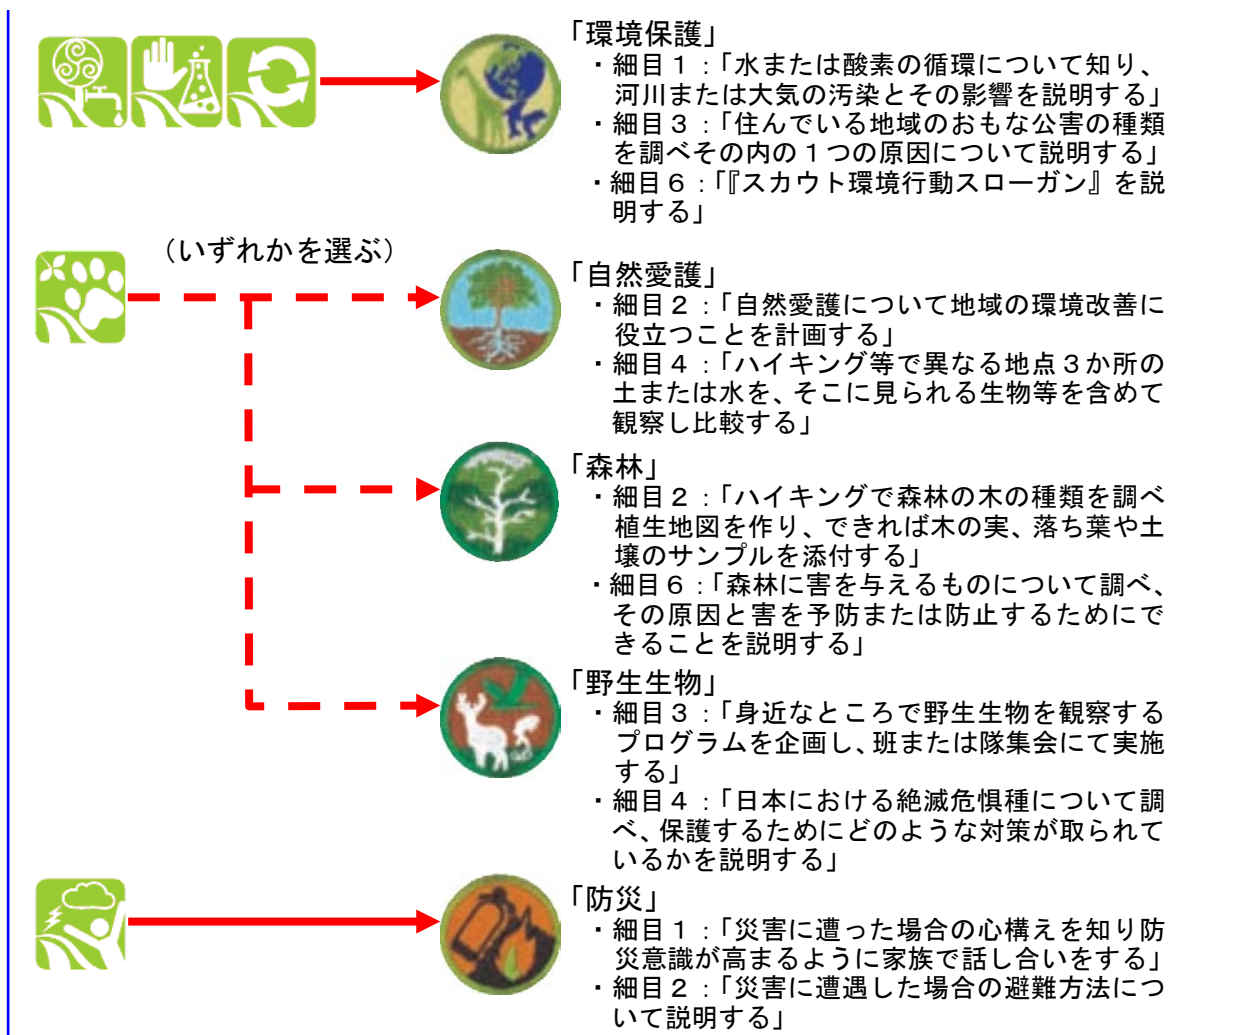 「環境保護」
・細目１：「水または酸素の循環について知り、
河川または大気の汚染とその影響を説明する」
・細目３：「住んでいる地域のおもな公害の種類
を調べその内の１つの原因について説明する」
・細目６：「『スカウト環境行動スローガン』を説
明する」
（いずれかを選ぶ）
「自然愛護」
・細目２：「自然愛護について地域の環境改善に
役立つことを計画する」
・細目４：「ハイキング等で異なる地点３か所の
土または水を、そこに見られる生物等を含めて
観察し比較する」
「森林」
・細目２：「ハイキングで森林の木の種類を調べ
植生地図を作り、できれば木の実、落ち葉や土
壌のサンプルを添付する」
・細目６：「森林に害を与えるものについて調べ、
その原因と害を予防または防止するためにで
きることを説明する」
「野生生物」
・細目３：「身近なところで野生生物を観察する
プログラムを企画し、班または隊集会にて実施
する」
・細目４：「日本における絶滅危惧種について調
べ、保護するためにどのような対策が取られて
いるかを説明する」
「防災」
・細目１：「災害に遭った場合の心構えを知り防
災意識が高まるように家族で話し合いをする」
・細目２：「災害に遭遇した場合の避難方法につ
いて説明する」